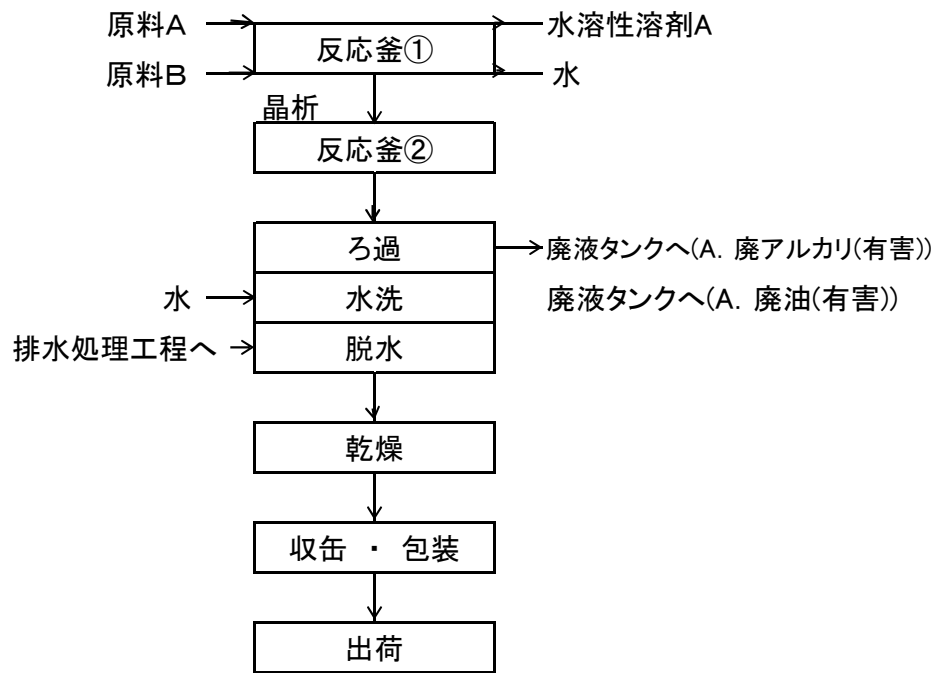 原料A
水溶性溶剤A
反応釜①
原料B
水
晶析
反応釜②
ろ過
廃液タンクへ(A. 廃アルカリ(有害))
水
水洗
廃液タンクへ(A. 廃油(有害))
排水処理工程へ
脱水
乾燥
収缶 ・ 包装
出荷